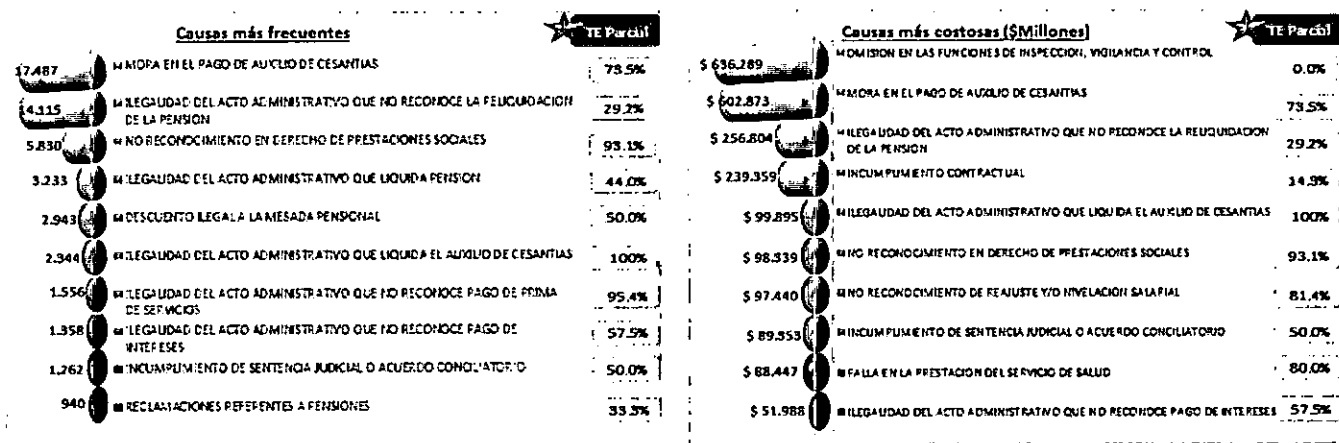 Causas más frecuentes
TE Parcial
17.487 MORA EN EL PAGO DE AUXILIO DE CESANTIAS 73.5%
14.115 ILEGALIDAD DEL ACTO ADMINISTRATIVO QUE NO RECONOCE LA RELIQUIDACION 29.2%
DE LA PENSION
5.830 NO RECONOCIMIENTO EN DERECHO DE PRESTACIONES SOCIALES 93.1%
3.233 ILEGALIDAD DEL ACTO ADMINISTRATIVO QUE LIQUIDA PENSION 44.0%
2.943 DESCUENTO ILEGAL A LA MESADA PENSIONAL 50.0%
2.344 ILEGALIDAD DEL ACTO ADMINISTRATIVO QUE LIQUIDA EL AUXILIO DE CESANTIAS 100%
1.556 ILEGALIDAD DEL ACTO ADMINISTRATIVO QUE NO RECONOCE PAGO DE PRIMA 95.4%
DE SERVICIOS
1.358 ILEGALIDAD DEL ACTO ADMINISTRATIVO QUE NO RECONOCE PAGO DE 57.5%
INTERESES
1.262 INCUMPLIMIENTO DE SENTENCIA JUDICIAL O ACUERDO CONCILIATORIO 50.0%
940 RECLAMACIONES REFERENTES A PENSIONES 33.3%
Causas más costosas ($Millones)
TE Parcial
$ 636.289 OMISION EN LAS FUNCIONES DE INSPECCION, VIGILANCIA Y CONTROL 0.0%
$ 602.873 MORA EN EL PAGO DE AUXILIO DE CESANTIAS 73.5%
$ 256.804 ILEGALIDAD DEL ACTO ADMINISTRATIVO QUE NO RECONOCE LA RELIQUIDACION 29.2%
DE LA PENSION
$ 239.359 INCUMPLIMIENTO CONTRACTUAL 14.9%
$ 99.895 ILEGALIDAD DEL ACTO ADMINISTRATIVO QUE LIQUIDA EL AUXILIO DE CESANTIAS 100%
$ 98.339 NO RECONOCIMIENTO EN DERECHO DE PRESTACIONES SOCIALES 93.1%
$ 97.440 NO RECONOCIMIENTO DE REAJUSTE Y/O NIVELACION SALARIAL 81.4%
$ 89.353 INCUMPLIMIENTO DE SENTENCIA JUDICIAL O ACUERDO CONCILIATORIO 50.0%
$ 88.447 FALLA EN LA PRESTACION DEL SERVICIO DE SALUD 80.0%
$ 51.988 ILEGALIDAD DEL ACTO ADMINISTRATIVO QUE NO RECONOCE PAGO DE INTERESES 57.5%